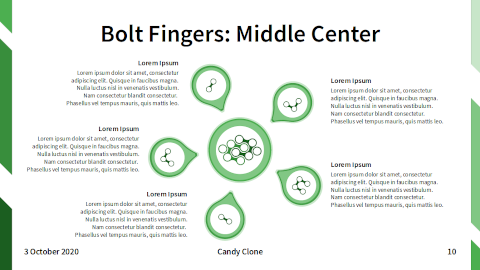 Bolt Fingers: Middle Center
Lorem Ipsum
Lorem ipsum dolor sit amet, consectetur
adipiscing elit. Quisque in faucibus magna.
Nulla luctus nisl in venenatis vestibulum.
Nam consectetur blandit consectetur.
Phasellus vel tempus mauris, quis mattis leo.
Lorem Ipsum
Lorem ipsum dolor sit amet, consectetur
adipiscing elit. Quisque in faucibus magna.
Nulla luctus nisl in venenatis vestibulum.
Nam consectetur blandit consectetur.
Phasellus vel tempus mauris, quis mattis leo.
Lorem Ipsum
Lorem ipsum dolor sit amet, consectetur
adipiscing elit. Quisque in faucibus magna.
Nulla luctus nisl in venenatis vestibulum.
Nam consectetur blandit consectetur.
Phasellus vel tempus mauris, quis mattis leo.
Lorem Ipsum
Lorem ipsum dolor sit amet, consectetur
adipiscing elit. Quisque in faucibus magna.
Nulla luctus nisl in venenatis vestibulum.
Nam consectetur blandit consectetur.
Phasellus vel tempus mauris, quis mattis leo.
Lorem Ipsum
Lorem ipsum dolor sit amet, consectetur
adipiscing elit. Quisque in faucibus magna.
Nulla luctus nisl in venenatis vestibulum.
Nam consectetur blandit consectetur.
Phasellus vel tempus mauris, quis mattis leo.
3 October 2020
Candy Clone
10